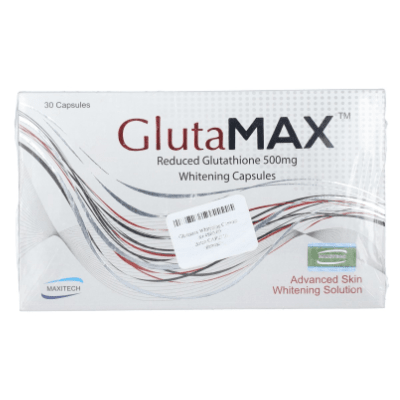 30 Capsules
GlutaMAX™
Reduced Glutathione 500mg
Whitening Capsules
MAXITECH
Advanced Skin
Whitening Solution